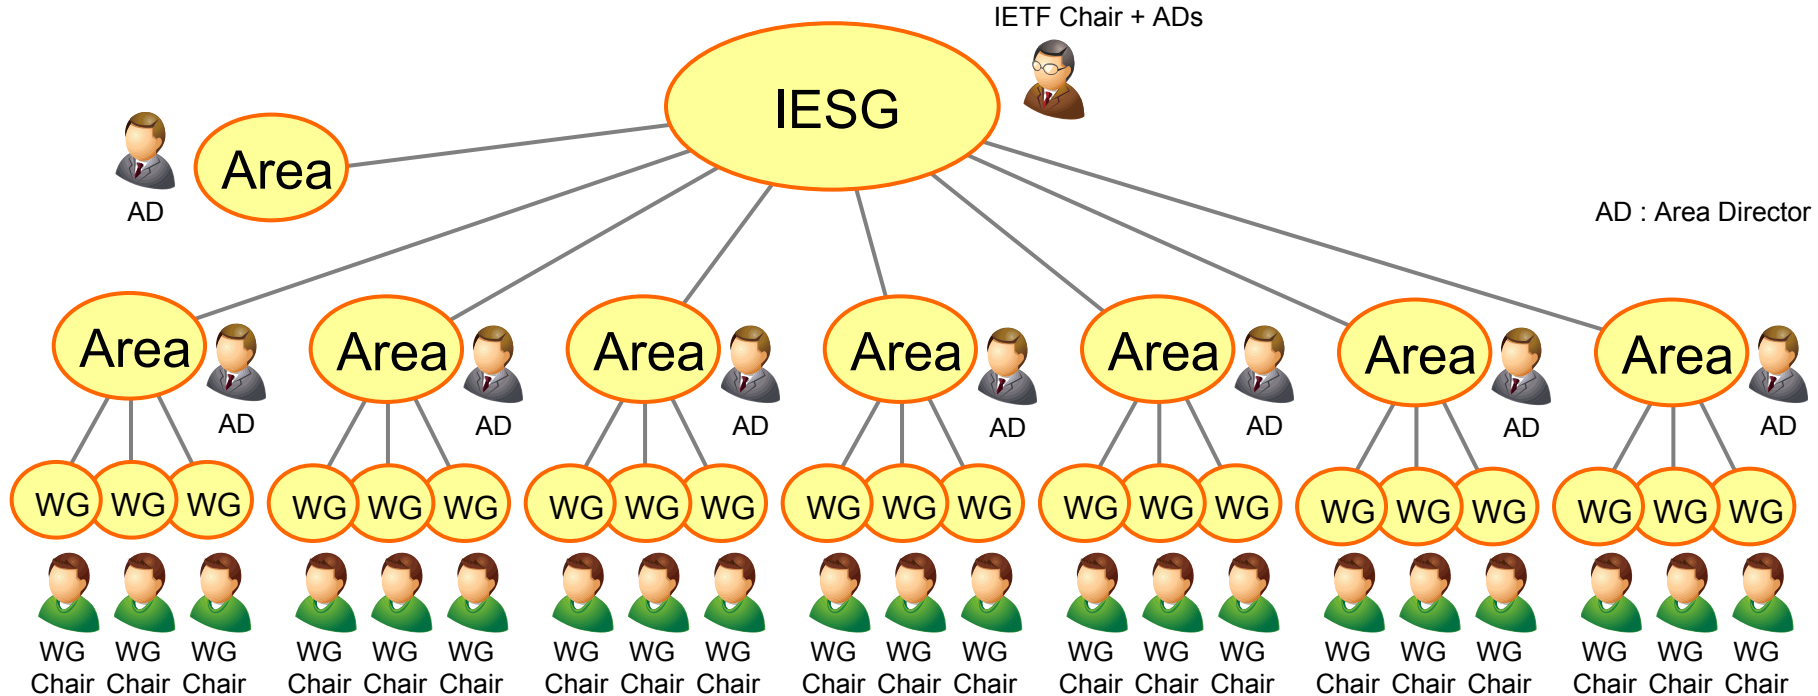 IETF Chair + ADs
IESG
Area
AD
AD : Area Director
Area Area Area Area Area Area Area
AD AD AD AD AD AD AD
WG WG WG WG WG WG WG WG WG WG WG WG WG WG WG WG WG WG WG WG WG
WG WG WG WG WG WG WG WG WG WG WG WG WG WG WG WG WG WG WG WG WG
Chair Chair Chair Chair Chair Chair Chair Chair Chair Chair Chair Chair Chair Chair Chair Chair Chair Chair Chair Chair Chair